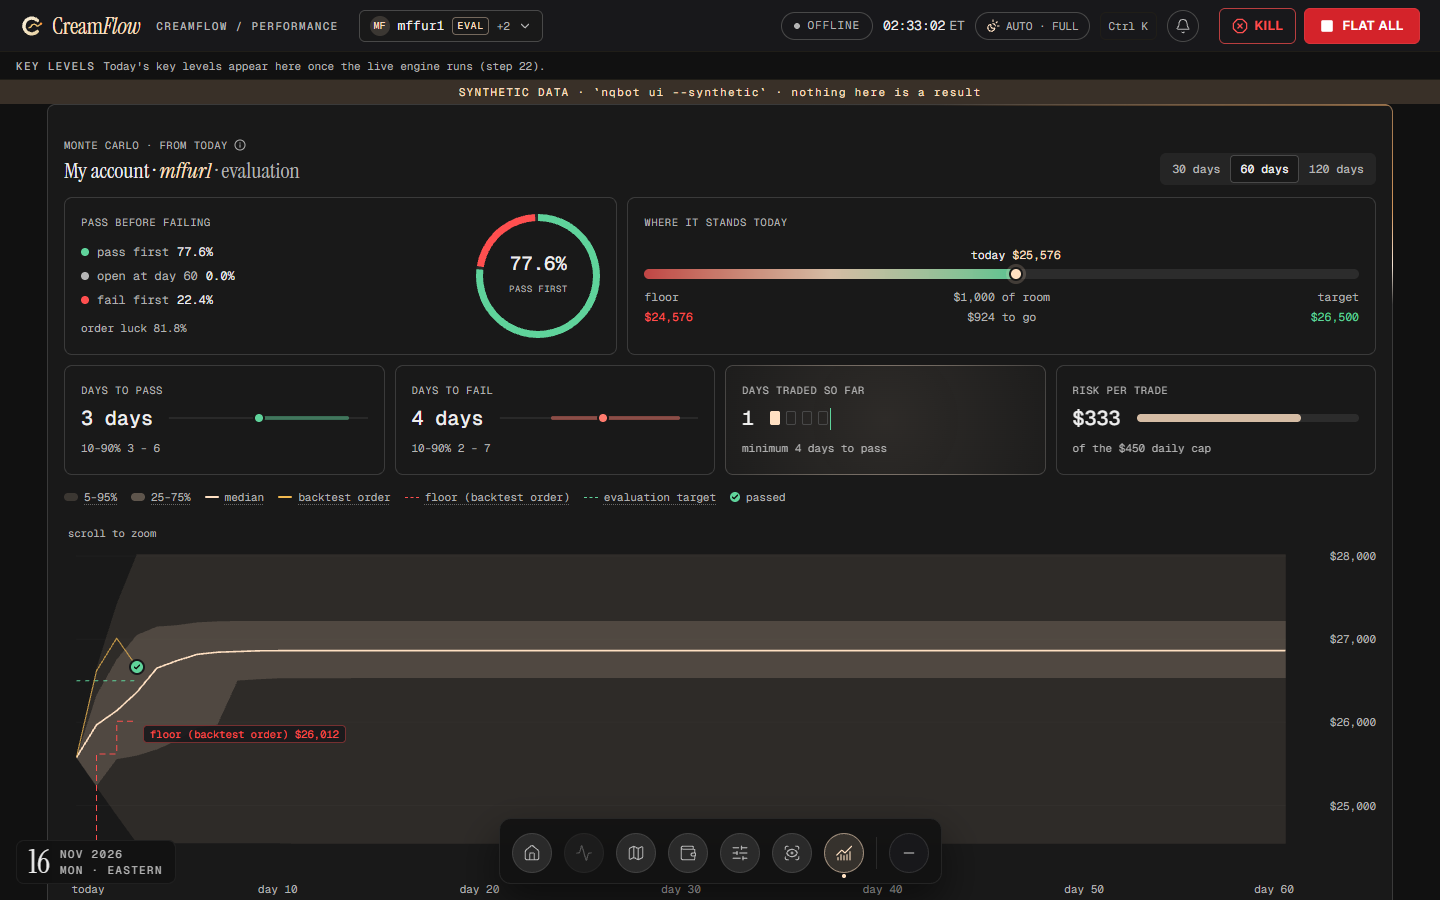 CreamFlow CREAMFLOW / PERFORMANCE MF mffur1 EVAL +2 OFFLINE 02:33:02 ET AUTO · FULL Ctrl K KILL FLAT ALL
KEY LEVELS Today's key levels appear here once the live engine runs (step 22).
SYNTHETIC DATA · `nqbot ui --synthetic` · nothing here is a result
MONTE CARLO · FROM TODAY
My account · mffur1 · evaluation
30 days 60 days 120 days
PASS BEFORE FAILING
pass first 77.6%
open at day 60 0.0%
fail first 22.4%
order luck 81.8%
77.6%
PASS FIRST
WHERE IT STANDS TODAY
today $25,576
floor $1,000 of room target
$24,576 $924 to go $26,500
DAYS TO PASS
3 days
10–90% 3 – 6
DAYS TO FAIL
4 days
10–90% 2 – 7
DAYS TRADED SO FAR
1
minimum 4 days to pass
RISK PER TRADE
$333
of the $450 daily cap
5–95% 25–75% median backtest order floor (backtest order) evaluation target passed
scroll to zoom
$28,000
$27,000
$26,000
$25,000
floor (backtest order) $26,012
16 NOV 2026
MON · EASTERN
today day 10 day 20 day 30 day 40 day 50 day 60